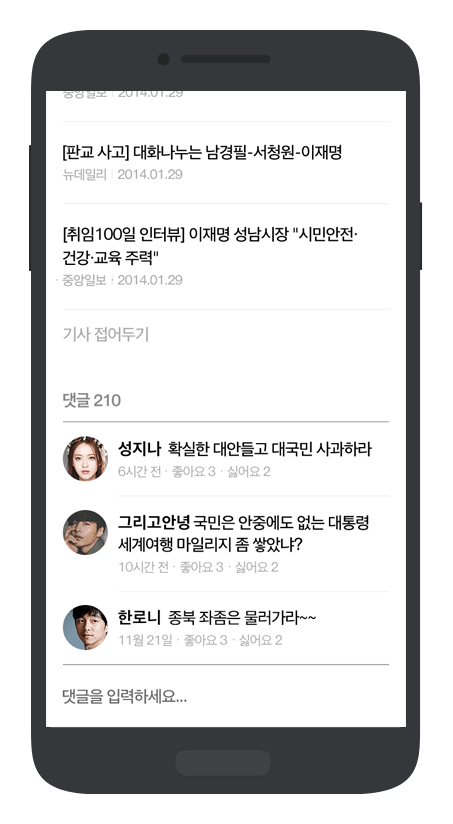 중앙일보 | 2014.01.29
[판교 사고] 대화나누는 남경필-서청원-이재명
뉴데일리 | 2014.01.29
[취임100일 인터뷰] 이재명 성남시장 "시민안전·
건강·교육 주력"
· 중앙일보 | 2014.01.29
기사 접어두기
댓글 210
성지나 확실한 대안들고 대국민 사과하라
6시간 전 · 좋아요 3 · 싫어요 2
그리고안녕 국민은 안중에도 없는 대통령
세계여행 마일리지 좀 쌓았냐?
10시간 전 · 좋아요 3 · 싫어요 2
한로니 종북 좌좀은 물러가라~~
11월 21일 · 좋아요 3 · 싫어요 2
댓글을 입력하세요...